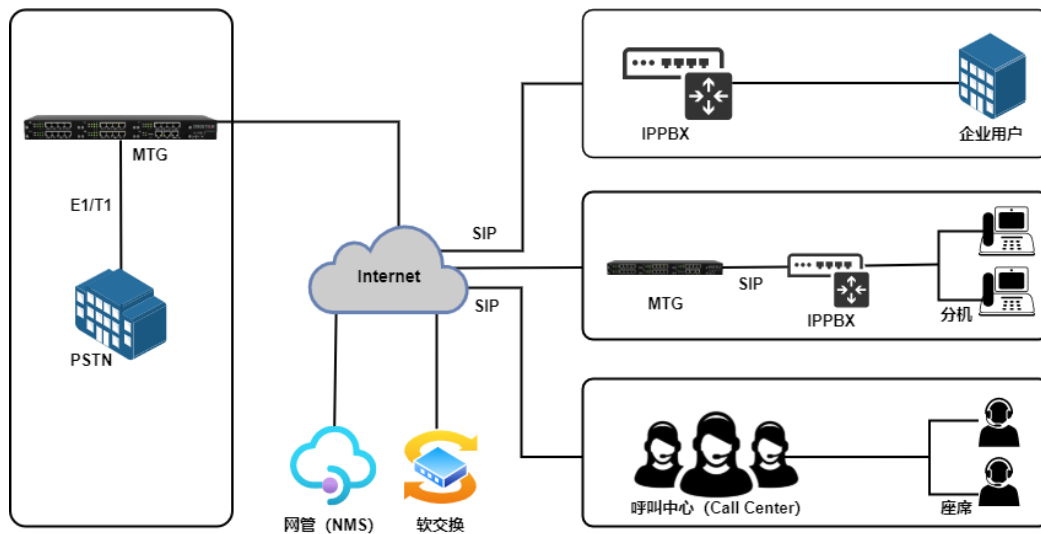 MTG
E1/T1
PSTN
Internet
SIP
SIP
网管（NMS）
软交换
IPPBX
企业用户
MTG
SIP
IPPBX
分机
呼叫中心（Call Center）
座席